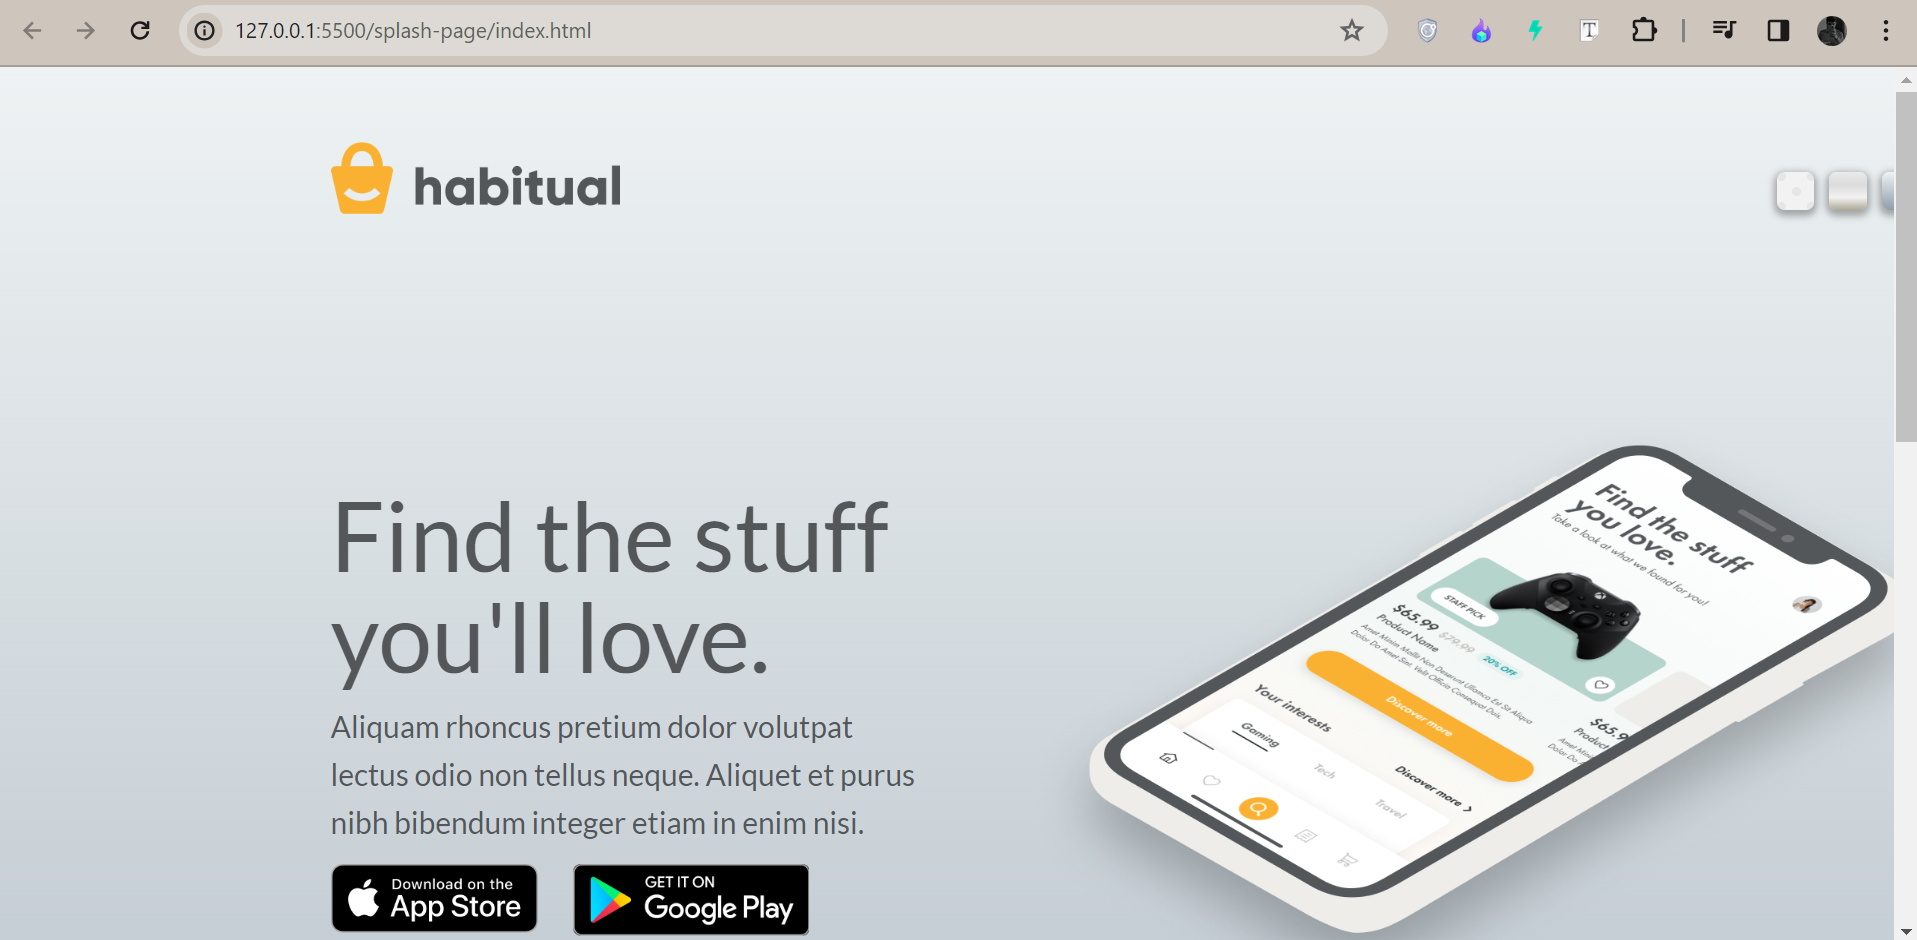 127.0.0.1:5500/splash-page/index.html
T
habitual
Find the stuff
you'll love.
Aliquam rhoncus pretium dolor volutpat
lectus odio non tellus neque. Aliquet et purus
nibh bibendum integer etiam in enim nisi.
Download on the
App Store
GET IT ON
Google Play
Find the stuff
you love.
Take a look at what we found for you!
STAFF PICK
$65.99 $79.99 20% OFF
Product Name
Amet Minim Mollit Non Deserunt Ullamco Est Sit Aliqua
Dolor Do Amet Sint. Velit Officia Consequat Duis.
Discover more
$65.9
Product
Amet Min
Dolor Do
Your interests
Discover more
Gaming
Tech
Travel